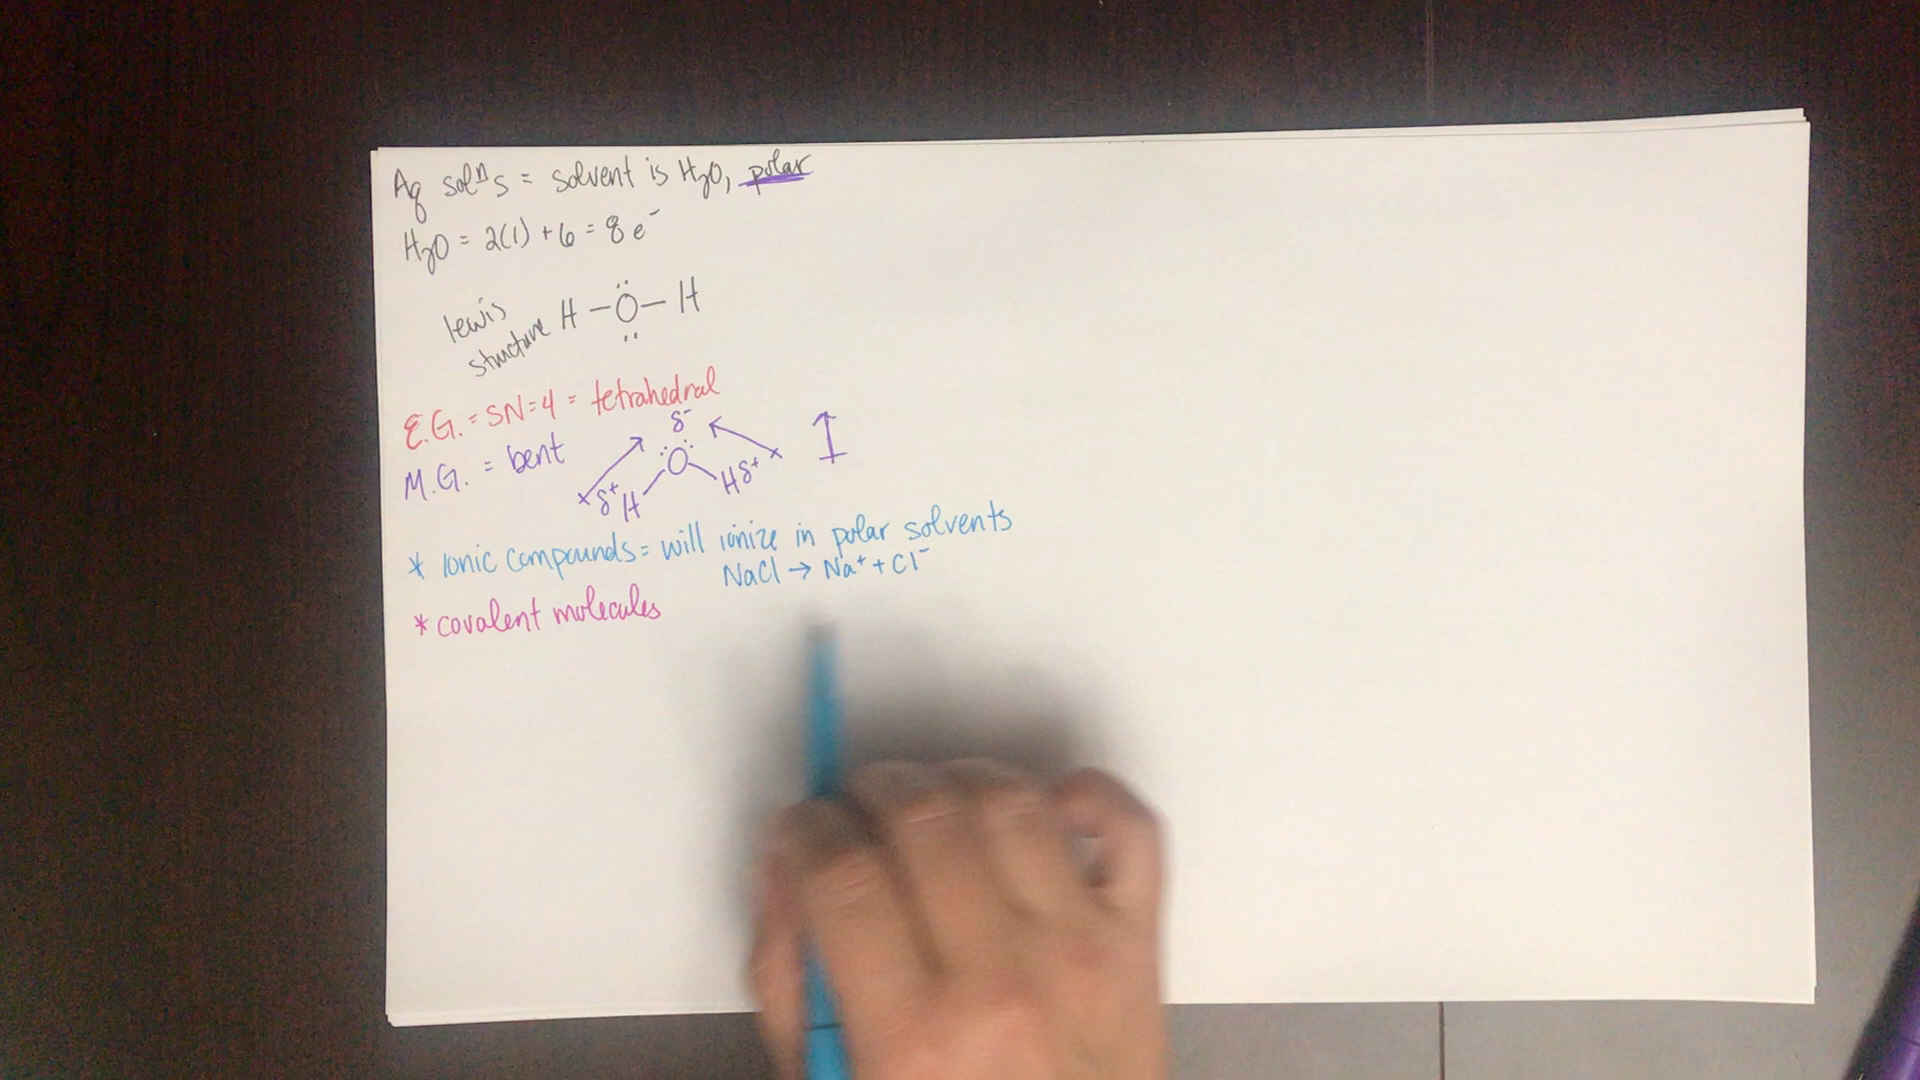 Aq solⁿs = solvent is H₂O, polar
H₂O = 2(1) + 6 = 8 e⁻
lewis structure H – Ö – H
E.G. = SN=4 = tetrahedral
M.G. = bent
δ⁻
O
δ⁺ H
H δ⁺
* ionic compounds = will ionize in polar solvents
NaCl → Na⁺ + Cl⁻
* covalent molecules